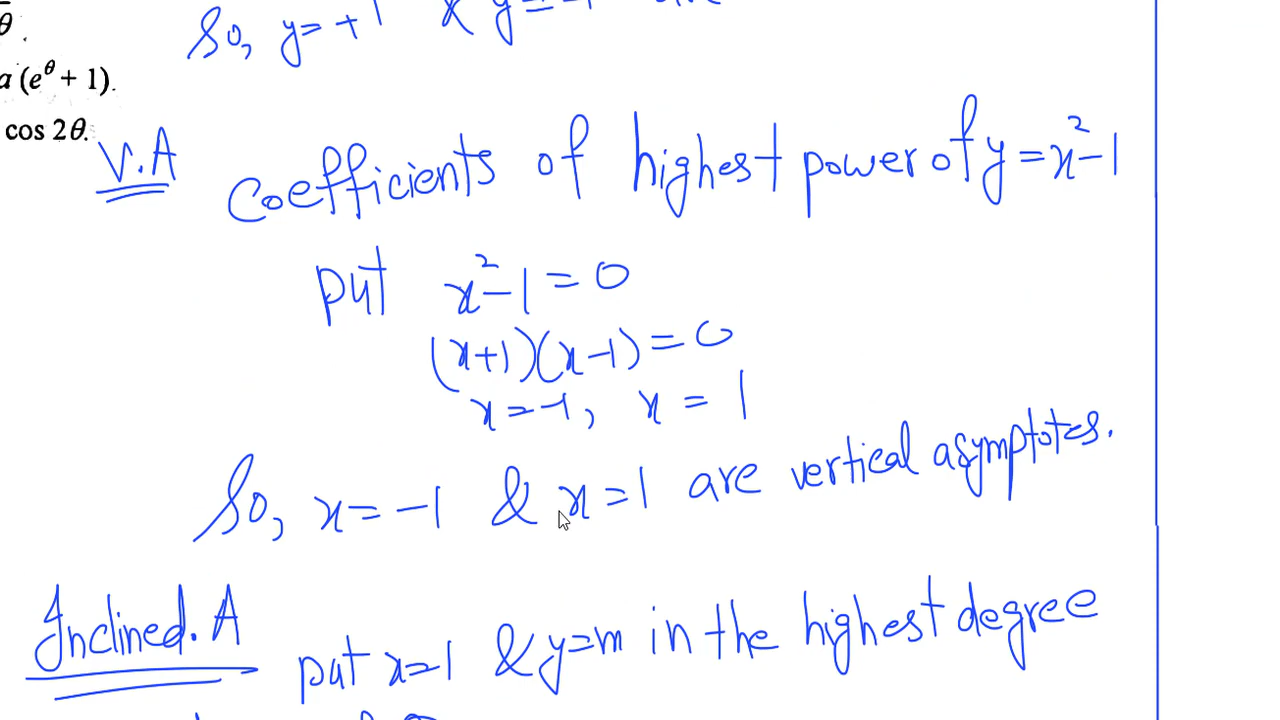 So, y=+1 & y=-1 are
θ.
a (e^θ + 1).
cos 2θ.
V.A Coefficients of highest power of y = x²-1
put x²-1 = 0
(x+1)(x-1) = 0
x = -1, x = 1
So, x = -1 & x = 1 are vertical asymptotes.
Inclined. A
put x=1 & y=m in the highest degree